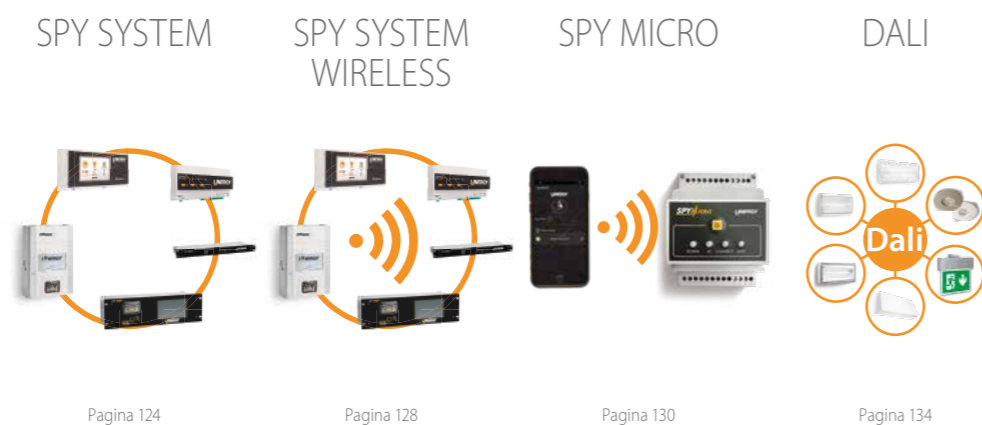 SPY SYSTEM
SPY SYSTEM
WIRELESS
SPY MICRO
DALI
Dali
Pagina 124
Pagina 128
Pagina 130
Pagina 134